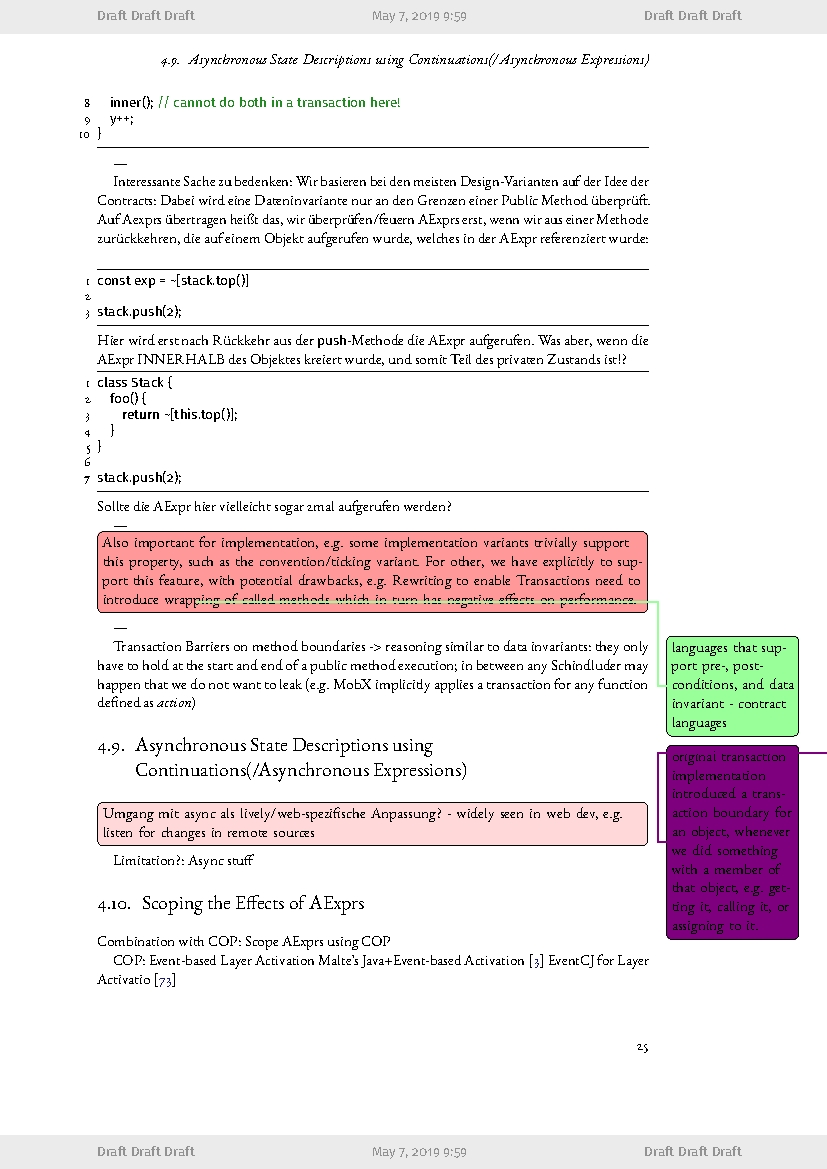 Draft Draft Draft May 7, 2019 9:59 Draft Draft Draft
4.9. Asynchronous State Descriptions using Continuations(/Asynchronous Expressions)
8 inner(); // cannot do both in a transaction here!
9 y++;
10 }
—
Interessante Sache zu bedenken: Wir basieren bei den meisten Design-Varianten auf der Idee der
Contracts: Dabei wird eine Dateninvariante nur an den Grenzen einer Public Method überprüft.
Auf Aexprs übertragen heißt das, wir überprüfen/feuern AExprs erst, wenn wir aus einer Methode
zurückkehren, die auf einem Objekt aufgerufen wurde, welches in der AExpr referenziert wurde:
1 const exp = ~[stack.top()]
2
3 stack.push(2);
Hier wird erst nach Rückkehr aus der push-Methode die AExpr aufgerufen. Was aber, wenn die
AExpr INNERHALB des Objektes kreiert wurde, und somit Teil des privaten Zustands ist!?
1 class Stack {
2 foo() {
3 return ~[this.top()];
4 }
5 }
6
7 stack.push(2);
Sollte die AExpr hier vielleicht sogar 2mal aufgerufen werden?
—
Also important for implementation, e.g. some implementation variants trivially support
this property, such as the convention/ticking variant. For other, we have explicitly to sup-
port this feature, with potential drawbacks, e.g. Rewriting to enable Transactions need to
introduce wrapping of called methods which in turn has negative effects on performance
—
Transaction Barriers on method boundaries -> reasoning similar to data invariants: they only
have to hold at the start and end of a public method execution; in between any Schindluder may
happen that we do not want to leak (e.g. MobX implicitly applies a transaction for any function
defined as action)
languages that sup-
port pre-, post-
conditions, and data
invariant - contract
languages
4.9. Asynchronous State Descriptions using
Continuations(/Asynchronous Expressions)
original transaction
implementation
introduced a trans-
action boundary for
an object, whenever
we did something
with a member of
that object, e.g. get-
ting it, calling it, or
assigning to it.
Umgang mit async als lively/web-spezifische Anpassung? - widely seen in web dev, e.g.
listen for changes in remote sources
Limitation?: Async stuff
4.10. Scoping the Effects of AExprs
Combination with COP: Scope AExprs using COP
COP: Event-based Layer Activation Malte's Java+Event-based Activation [3] EventCJ for Layer
Activatio [73]
25
Draft Draft Draft May 7, 2019 9:59 Draft Draft Draft